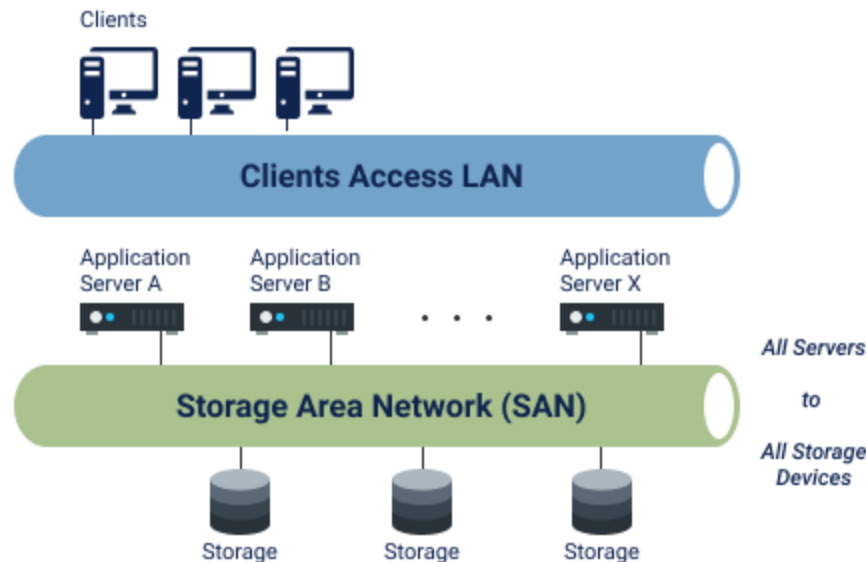 Clients
Clients Access LAN
Application
Server A
Application
Server B
Application
Server X
. . .
All Servers
to
All Storage
Devices
Storage Area Network (SAN)
Storage
Storage
Storage